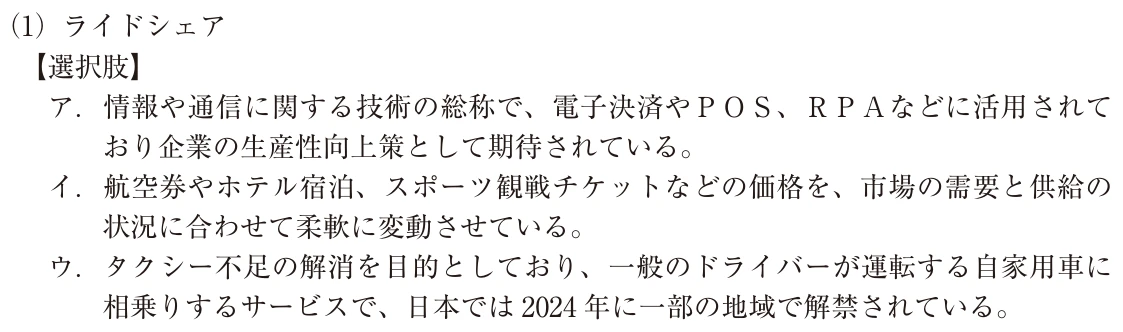 (1) ライドシェア
【選択肢】
ア．情報や通信に関する技術の総称で、電子決済やＰＯＳ、ＲＰＡなどに活用されて
おり企業の生産性向上策として期待されている。
イ．航空券やホテル宿泊、スポーツ観戦チケットなどの価格を、市場の需要と供給の
状況に合わせて柔軟に変動させている。
ウ．タクシー不足の解消を目的としており、一般のドライバーが運転する自家用車に
相乗りするサービスで、日本では 2024 年に一部の地域で解禁されている。